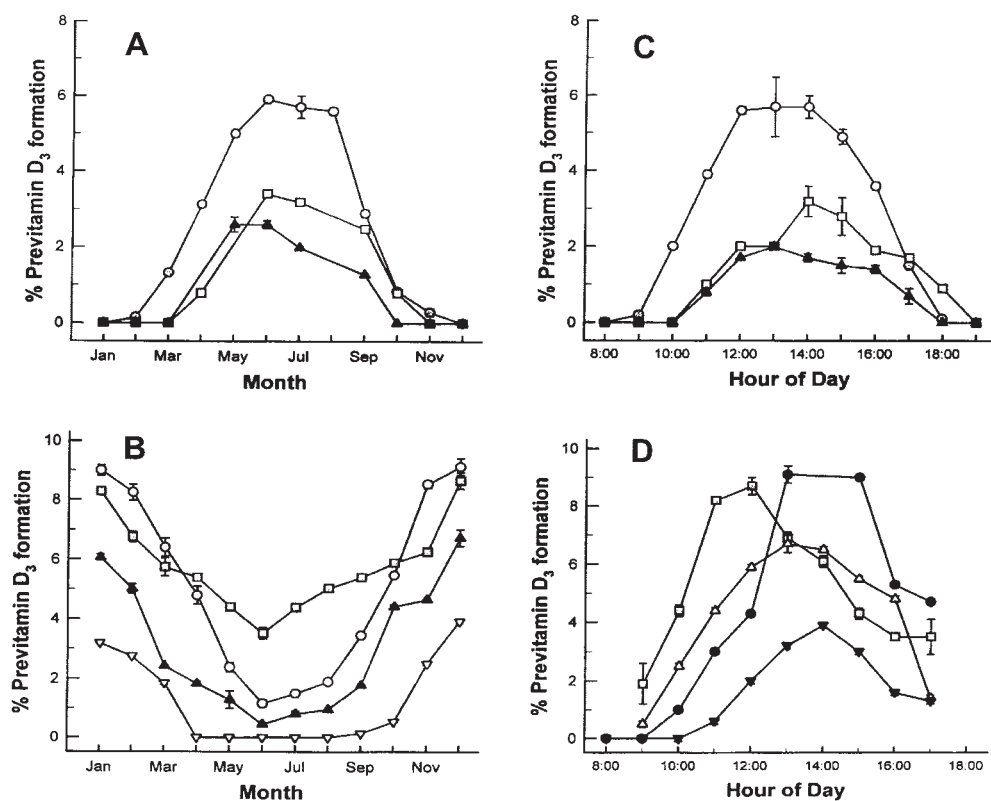 A
8
6
4
2
0
% Previtamin D3 formation
Jan Mar May Jul Sep Nov
Month
C
8
6
4
2
0
% Previtamin D3 formation
8:00 10:00 12:00 14:00 16:00 18:00
Hour of Day
B
10
8
6
4
2
0
% Previtamin D3 formation
Jan Mar May Jul Sep Nov
Month
D
10
8
6
4
2
0
% Previtamin D3 formation
8:00 10:00 12:00 14:00 16:00 18:00
Hour of Day